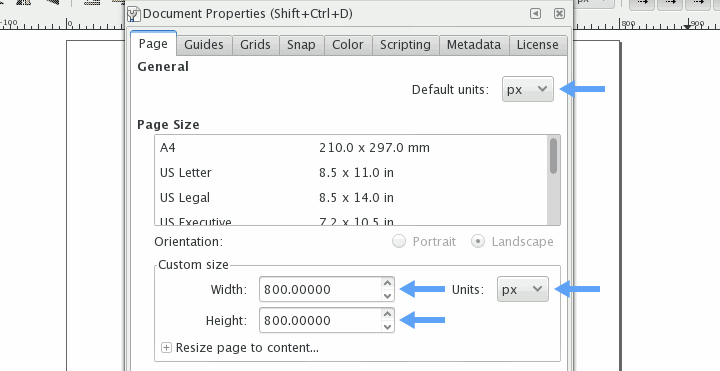 Document Properties (Shift+Ctrl+D)
-100 0 800 900
Page Guides Grids Snap Color Scripting Metadata License
General
Default units: px
Page Size
A4 210.0 x 297.0 mm
US Letter 8.5 x 11.0 in
US Legal 8.5 x 14.0 in
US Executive 7.2 x 10.5 in
Orientation: Portrait Landscape
Custom size
Width: 800.00000 Units: px
Height: 800.00000
Resize page to content...